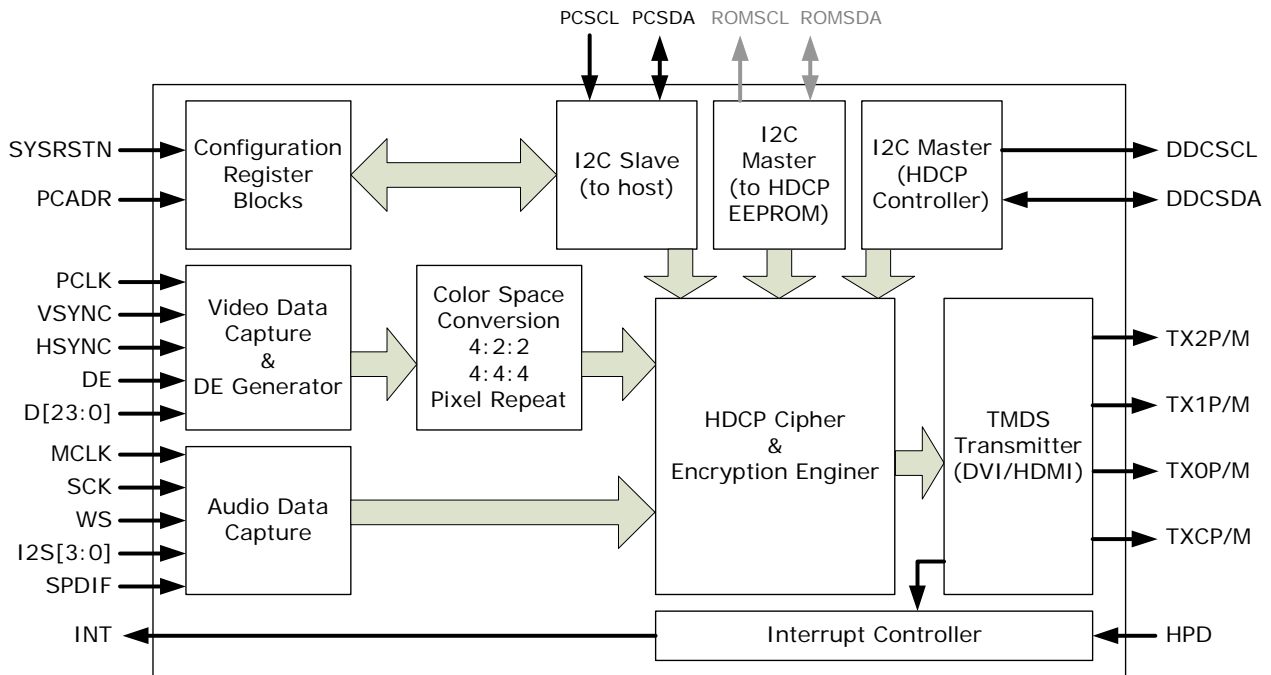 PCSCL PCSDA ROMSCL ROMSDA
SYSRSTN
PCADR
Configuration
Register
Blocks
I2C Slave
(to host)
I2C
Master
(to HDCP
EEPROM)
I2C Master
(HDCP
Controller)
DDCSCL
DDCSDA
PCLK
VSYNC
HSYNC
DE
D[23:0]
Video Data
Capture
&
DE Generator
Color Space
Conversion
4:2:2
4:4:4
Pixel Repeat
HDCP Cipher
&
Encryption Enginer
TMDS
Transmitter
(DVI/HDMI)
TX2P/M
TX1P/M
TX0P/M
TXCP/M
MCLK
SCK
WS
I2S[3:0]
SPDIF
Audio Data
Capture
INT
Interrupt Controller
HPD